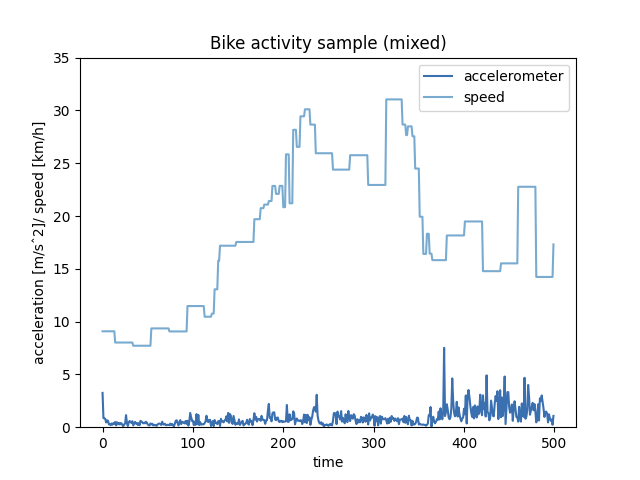 Bike activity sample (mixed)
accelerometer
speed
acceleration [m/sˆ2]/ speed [km/h]
35
30
25
20
15
10
5
0
0 100 200 300 400 500
time